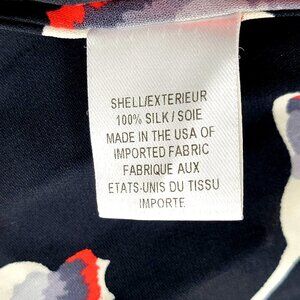 SHELL/EXTERIEUR
100% SILK / SOIE
MADE IN THE USA OF
IMPORTED FABRIC
FABRIQUE AUX
ETATS-UNIS DU TISSU
IMPORTE